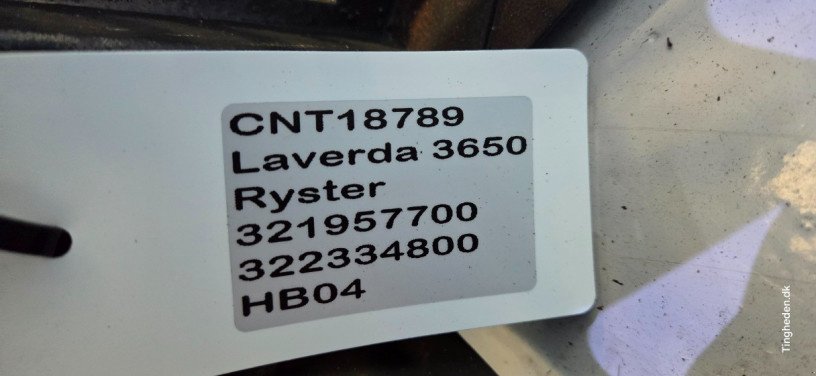 CNT18789
Laverda 3650
Ryster
321957700
322334800
HB04
Tingheden.dk